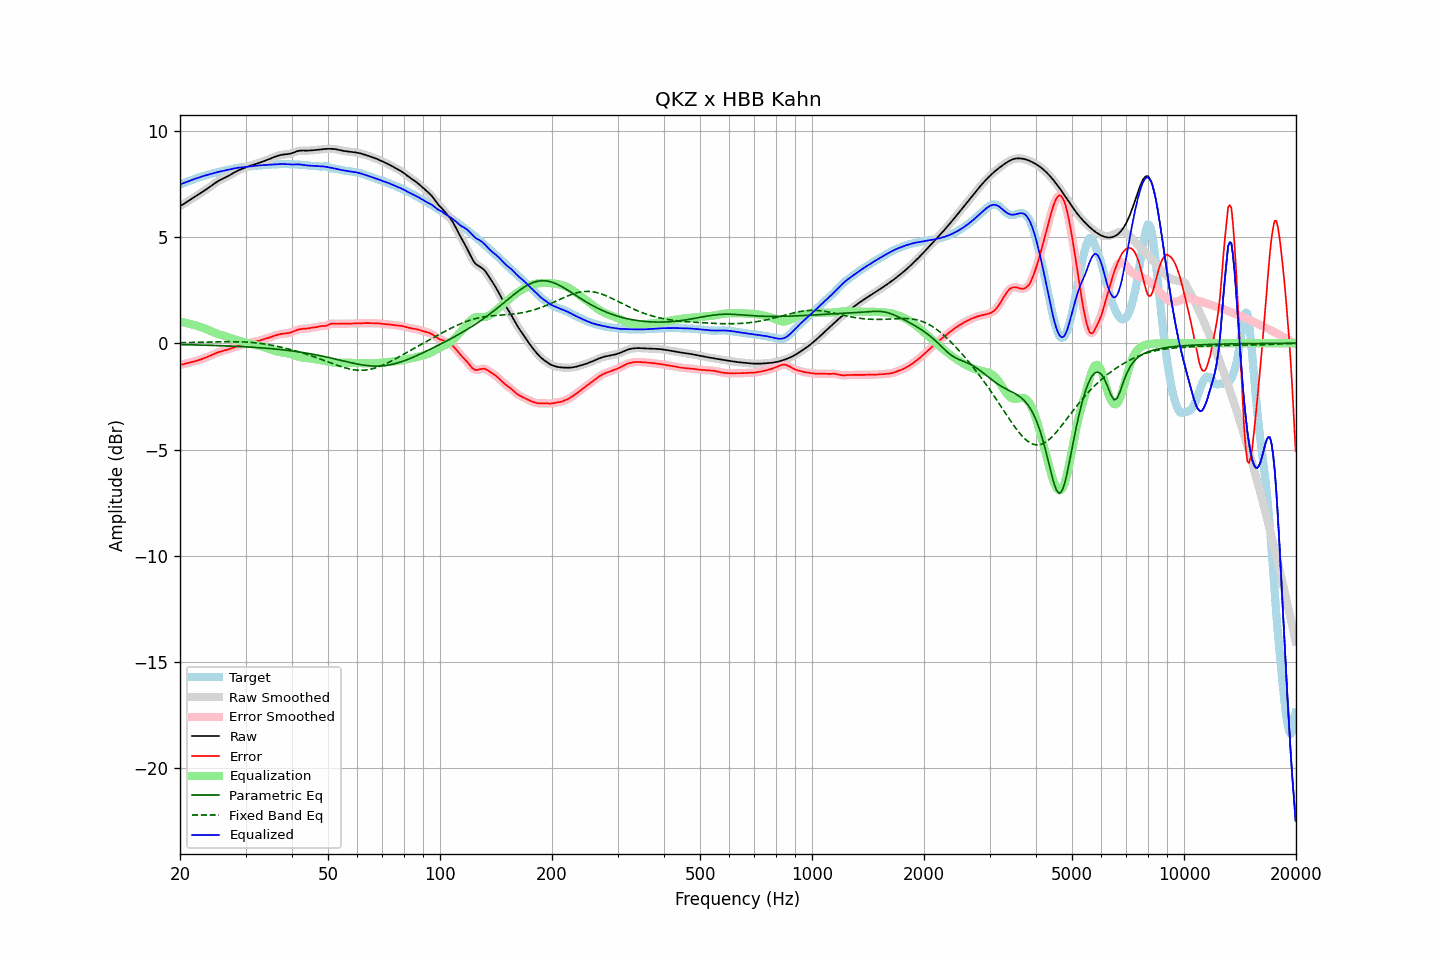 QKZ x HBB Kahn
Amplitude (dBr)
10
5
0
−5
−10
−15
−20
Target
Raw Smoothed
Error Smoothed
Raw
Error
Equalization
Parametric Eq
Fixed Band Eq
Equalized
20 50 100 200 500 1000 2000 5000 10000 20000
Frequency (Hz)